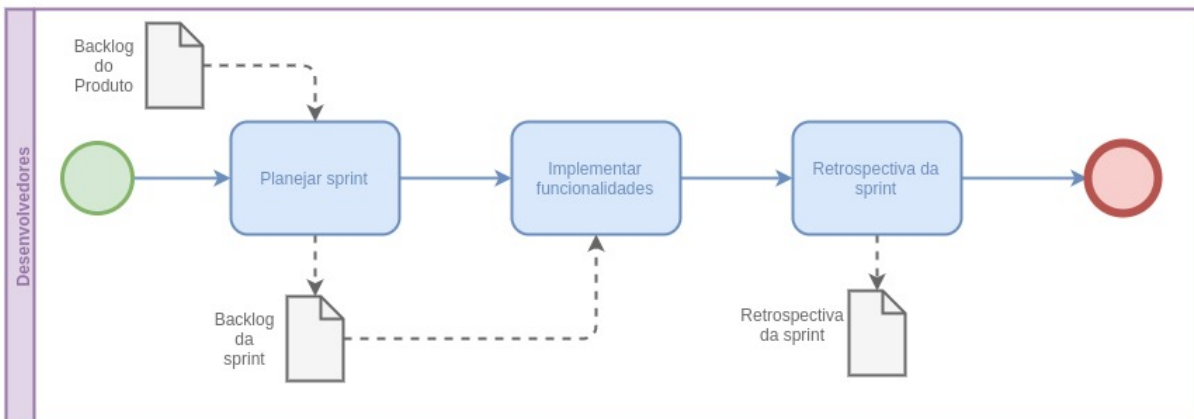 Desenvolvedores
Backlog
do
Produto
Planejar sprint
Implementar
funcionalidades
Retrospectiva da
sprint
Backlog
da
sprint
Retrospectiva
da sprint